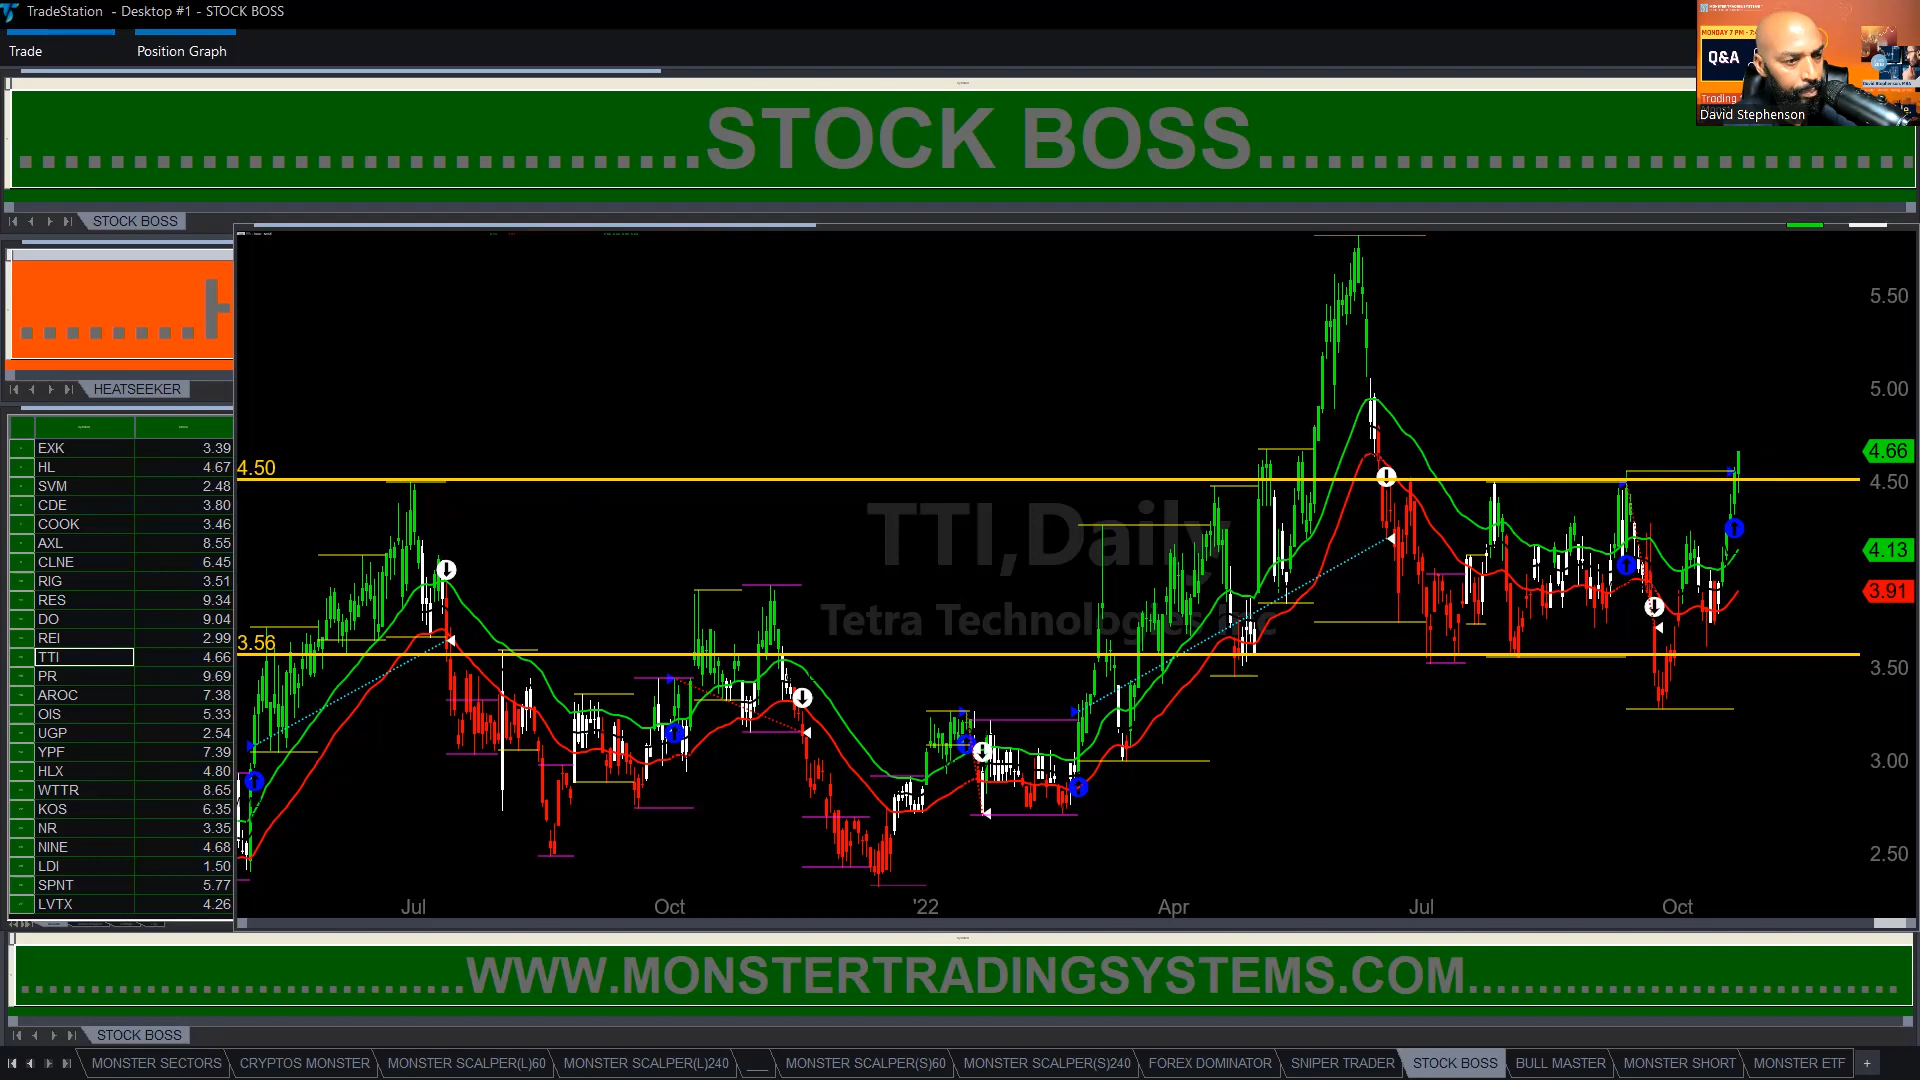 TradeStation - Desktop #1 - STOCK BOSS
Trade
Position Graph
MONSTER TRADING SYSTEMS
MONDAY 7 PM -
Q&A
Trading
David Stephenson
STOCK BOSS
STOCK BOSS
H
HEATSEEKER
EXK 3.39
HL 4.67
SVM 2.48
CDE 3.80
COOK 3.46
AXL 8.55
CLNE 6.45
RIG 3.51
RES 9.34
DO 9.04
REI 2.99
TTI 4.66
PR 9.69
AROC 7.38
OIS 5.33
UGP 2.54
YPF 7.39
HLX 4.80
WTTR 8.65
KOS 6.35
NR 3.35
NINE 4.68
LDI 1.50
SPNT 5.77
LVTX 4.26
4.50
3.56
TTI,Daily
Tetra Technologies Inc
5.50
5.00
4.66
4.50
4.13
3.91
3.50
3.00
2.50
Jul Oct '22 Apr Jul Oct
WWW.MONSTERTRADINGSYSTEMS.COM
STOCK BOSS
MONSTER SECTORS CRYPTOS MONSTER MONSTER SCALPER(L)60 MONSTER SCALPER(L)240 ___ MONSTER SCALPER(S)60 MONSTER SCALPER(S)240 FOREX DOMINATOR SNIPER TRADER STOCK BOSS BULL MASTER MONSTER SHORT MONSTER ETF +